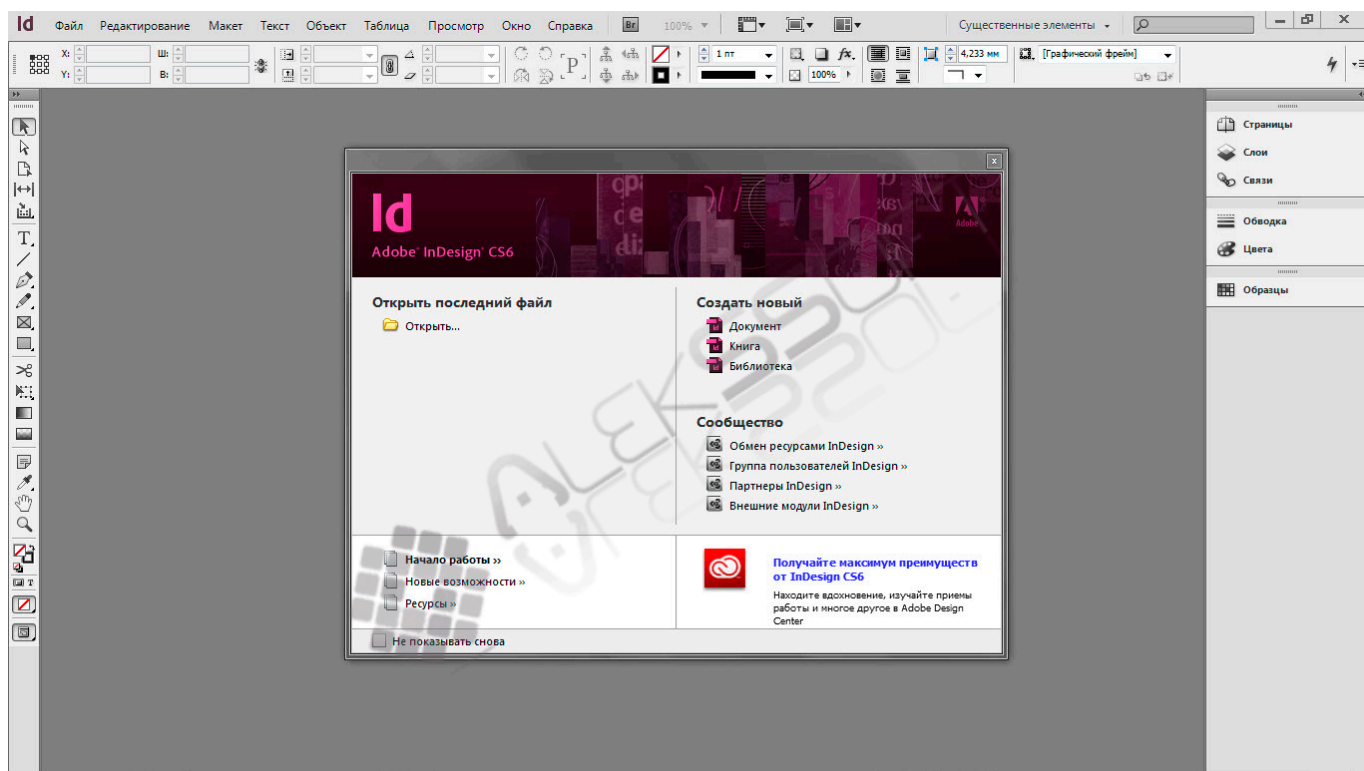 Id Файл Редактирование Макет Текст Объект Таблица Просмотр Окно Справка Br 100% Существенные элементы
X: Ш: 1 пт fx. 4,233 мм [Графический фрейм]
Y: В: P 100%
Страницы
Слои
Связи
Обводка
Цвета
Образцы
T
T
Id
Adobe® InDesign® CS6
Adobe
Открыть последний файл
Открыть...
Создать новый
Документ
Книга
Библиотека
Сообщество
Обмен ресурсами InDesign »
Группа пользователей InDesign »
Партнеры InDesign »
Внешние модули InDesign »
Начало работы »
Новые возможности »
Ресурсы »
Получайте максимум преимуществ
от InDesign CS6
Находите вдохновение, изучайте приемы
работы и многое другое в Adobe Design
Center
Не показывать снова